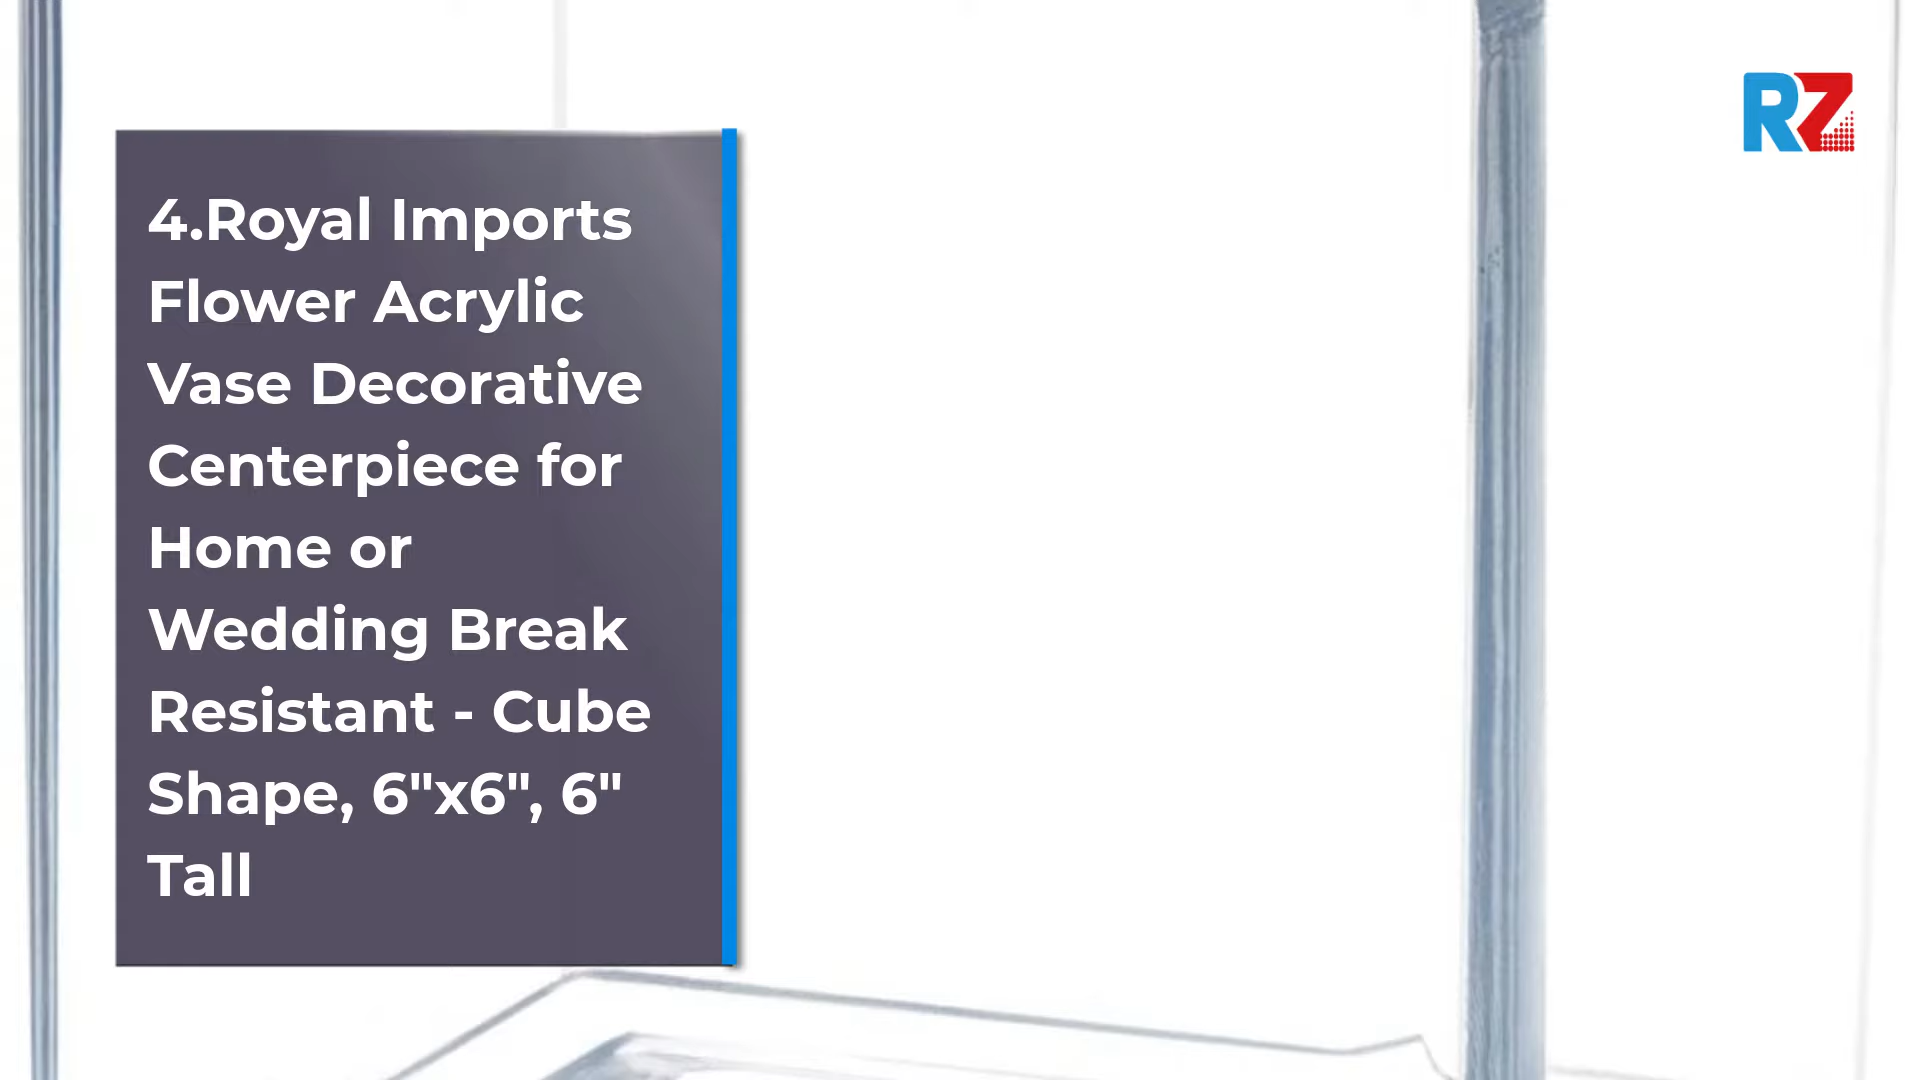 4.Royal Imports
Flower Acrylic
Vase Decorative
Centerpiece for
Home or
Wedding Break
Resistant - Cube
Shape, 6"x6", 6"
Tall
RZ